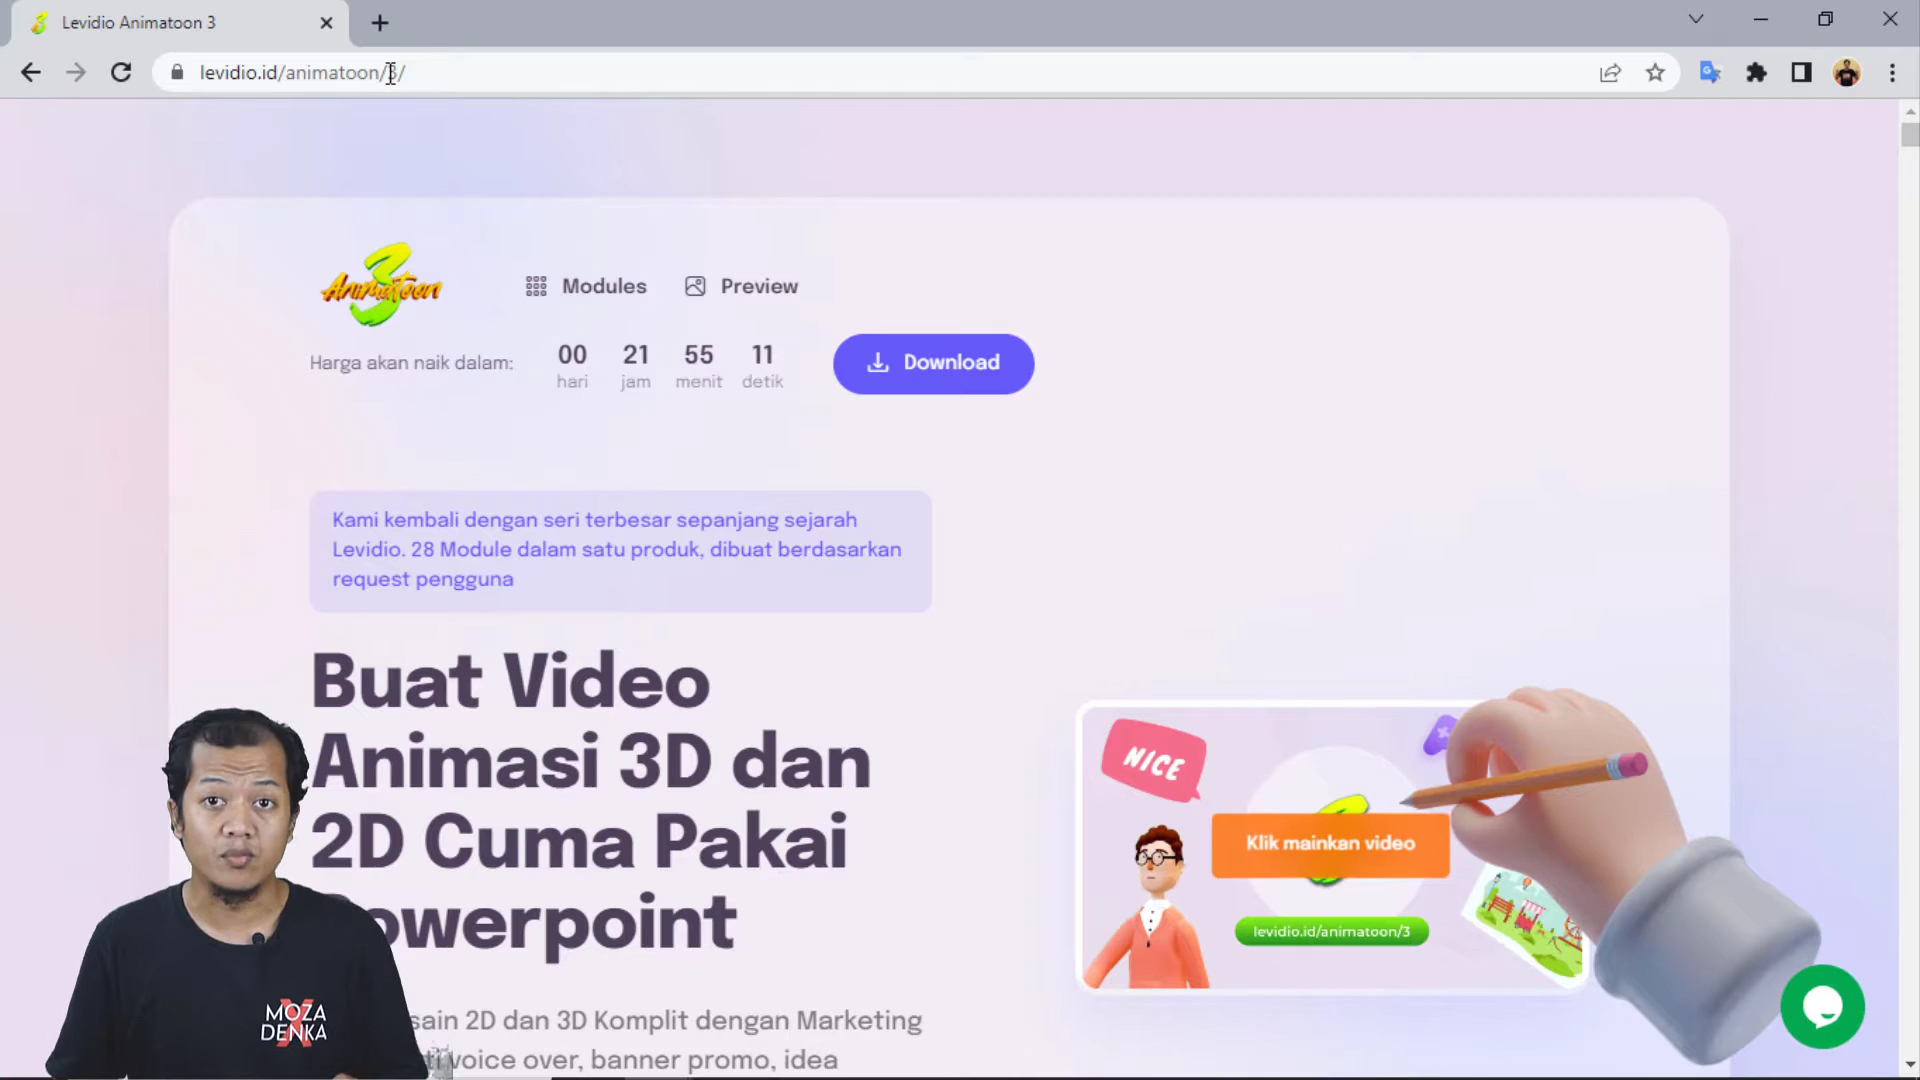 Levidio Animatoon 3
levidio.id/animatoon/3/
3
Animatoon
Modules
Preview
Harga akan naik dalam:
00 21 55 11
hari jam menit detik
Download
Kami kembali dengan seri terbesar sepanjang sejarah
Levidio. 28 Module dalam satu produk, dibuat berdasarkan
request pengguna
Buat Video
Animasi 3D dan
2D Cuma Pakai
owerpoint
sain 2D dan 3D Komplit dengan Marketing
voice over, banner promo, idea
NICE
Klik mainkan video
levidio.id/animatoon/3
MOZA
DENKA